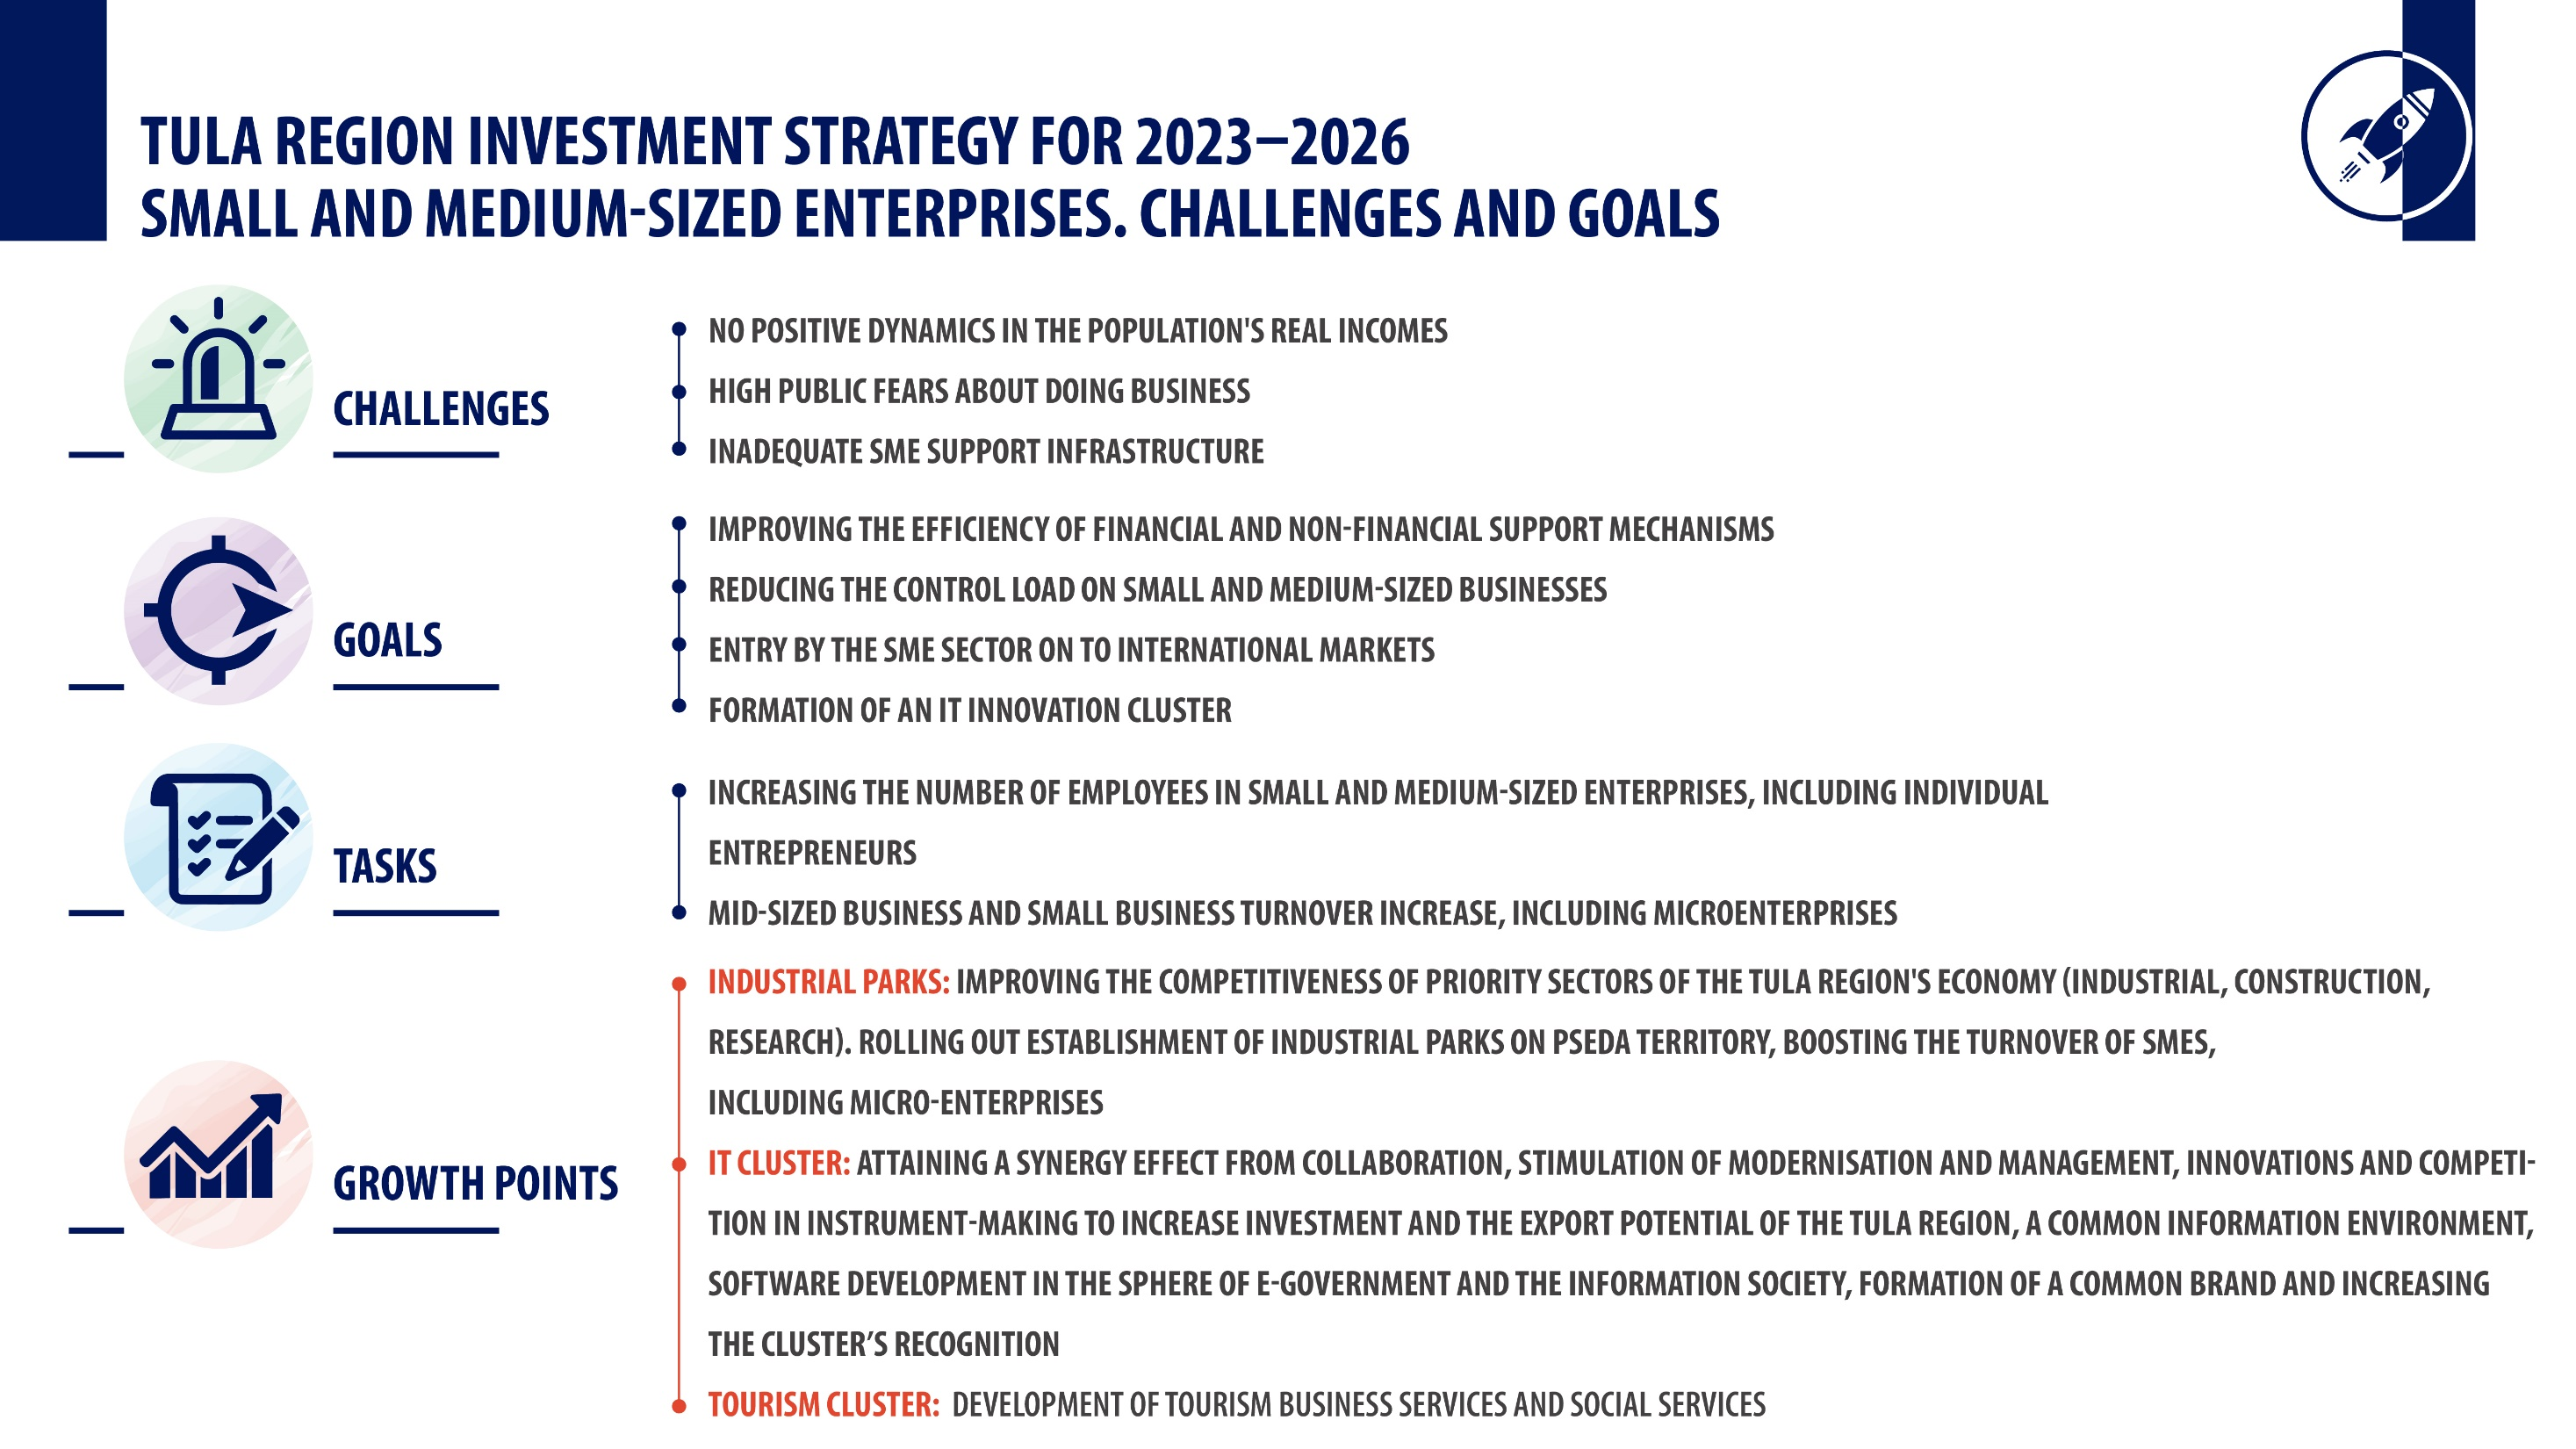 TULA REGION INVESTMENT STRATEGY FOR 2023–2026
SMALL AND MEDIUM-SIZED ENTERPRISES. CHALLENGES AND GOALS
CHALLENGES
NO POSITIVE DYNAMICS IN THE POPULATION'S REAL INCOMES
HIGH PUBLIC FEARS ABOUT DOING BUSINESS
INADEQUATE SME SUPPORT INFRASTRUCTURE
GOALS
IMPROVING THE EFFICIENCY OF FINANCIAL AND NON-FINANCIAL SUPPORT MECHANISMS
REDUCING THE CONTROL LOAD ON SMALL AND MEDIUM-SIZED BUSINESSES
ENTRY BY THE SME SECTOR ON TO INTERNATIONAL MARKETS
FORMATION OF AN IT INNOVATION CLUSTER
TASKS
INCREASING THE NUMBER OF EMPLOYEES IN SMALL AND MEDIUM-SIZED ENTERPRISES, INCLUDING INDIVIDUAL
ENTREPRENEURS
MID-SIZED BUSINESS AND SMALL BUSINESS TURNOVER INCREASE, INCLUDING MICROENTERPRISES
GROWTH POINTS
INDUSTRIAL PARKS: IMPROVING THE COMPETITIVENESS OF PRIORITY SECTORS OF THE TULA REGION'S ECONOMY (INDUSTRIAL, CONSTRUCTION,
RESEARCH). ROLLING OUT ESTABLISHMENT OF INDUSTRIAL PARKS ON PSEDA TERRITORY, BOOSTING THE TURNOVER OF SMES,
INCLUDING MICRO-ENTERPRISES
IT CLUSTER: ATTAINING A SYNERGY EFFECT FROM COLLABORATION, STIMULATION OF MODERNISATION AND MANAGEMENT, INNOVATIONS AND COMPETI-
TION IN INSTRUMENT-MAKING TO INCREASE INVESTMENT AND THE EXPORT POTENTIAL OF THE TULA REGION, A COMMON INFORMATION ENVIRONMENT,
SOFTWARE DEVELOPMENT IN THE SPHERE OF E-GOVERNMENT AND THE INFORMATION SOCIETY, FORMATION OF A COMMON BRAND AND INCREASING
THE CLUSTER’S RECOGNITION
TOURISM CLUSTER: DEVELOPMENT OF TOURISM BUSINESS SERVICES AND SOCIAL SERVICES